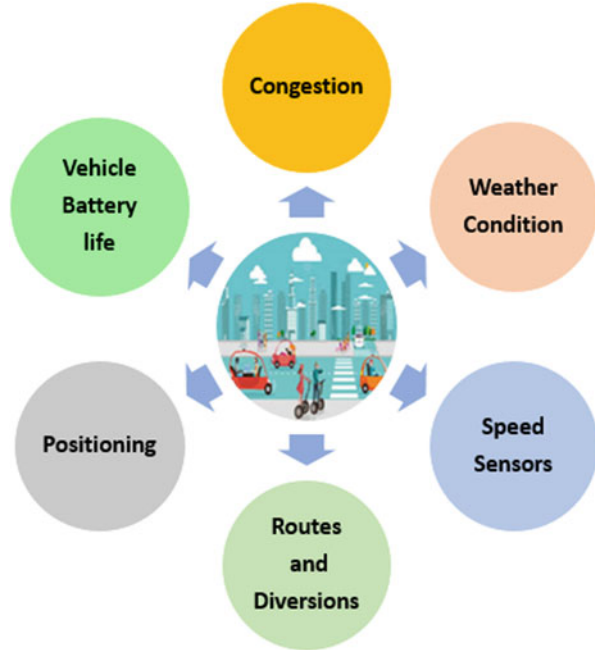 Congestion
Vehicle
Battery
life
Weather
Condition
Positioning
Speed
Sensors
Routes
and
Diversions